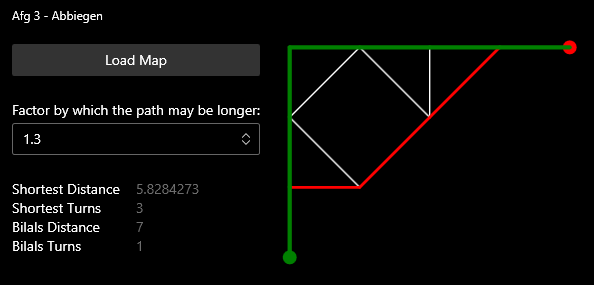 Afg 3 - Abbiegen
Load Map
Factor by which the path may be longer:
1.3
Shortest Distance 5.8284273
Shortest Turns 3
Bilals Distance 7
Bilals Turns 1